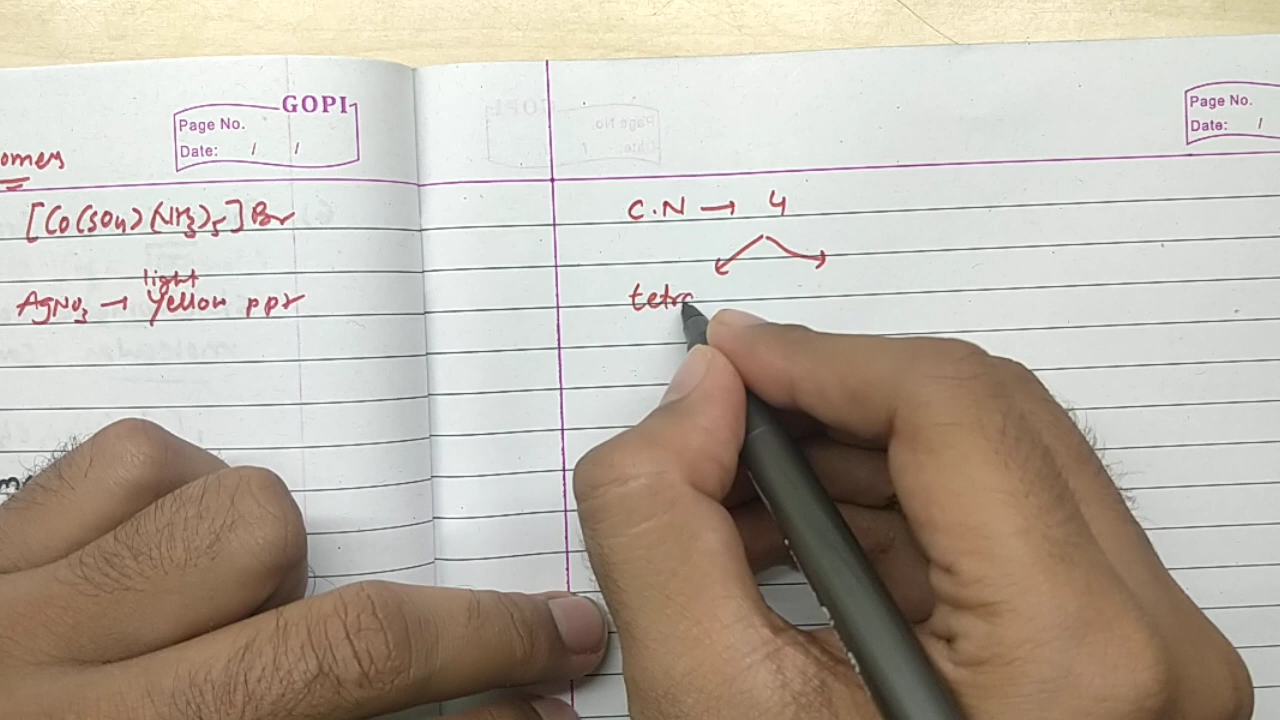 GOPI
Page No.
Date: / /
omers
[Co(SO4)(NH3)5]Br
light
AgNO3 → Yellow ppt
C.N → 4
tetra
Page No.
Date: /